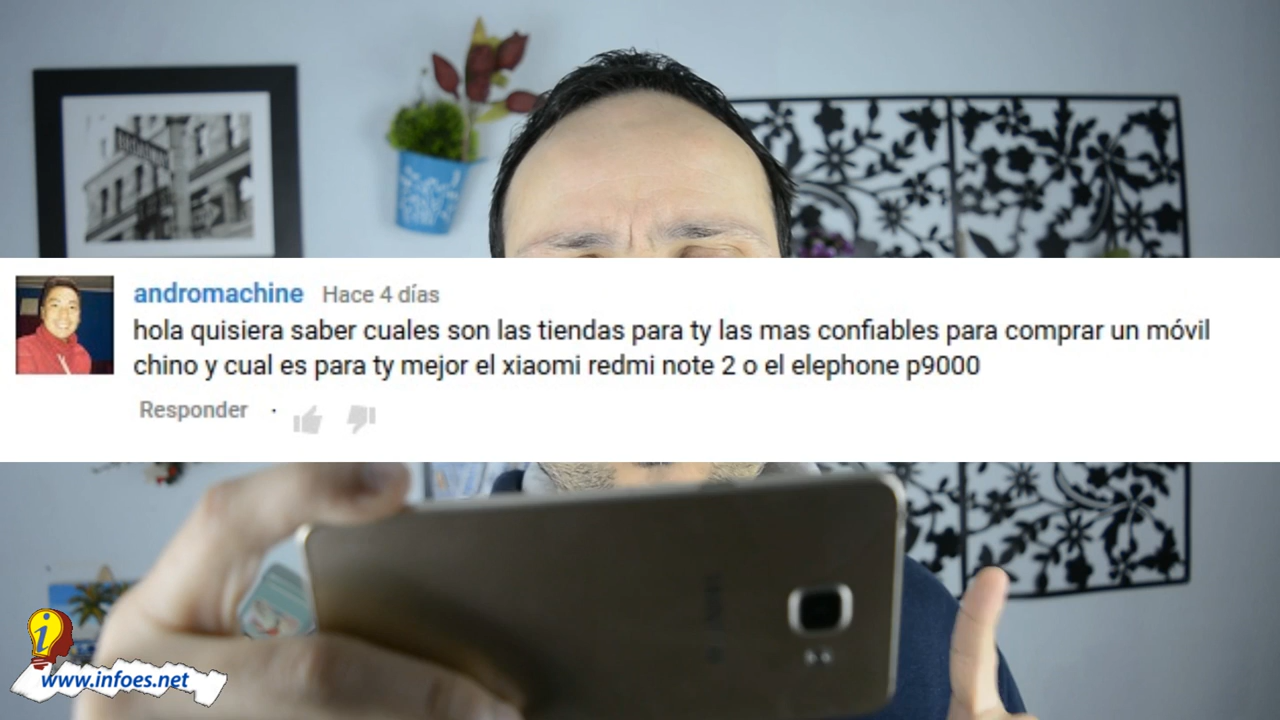 andromachine Hace 4 días
hola quisiera saber cuales son las tiendas para ty las mas confiables para comprar un móvil
chino y cual es para ty mejor el xiaomi redmi note 2 o el elephone p9000
Responder ·
www.infoes.net